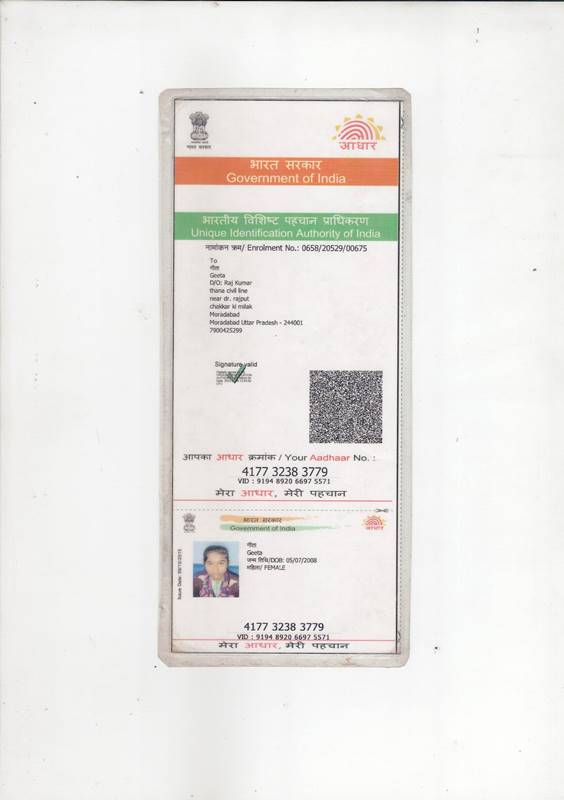 भारत सरकार
आधार
भारत सरकार
Government of India
भारतीय विशिष्ट पहचान प्राधिकरण
Unique Identification Authority of India
नामांकन क्रम/ Enrolment No.: 0658/20529/00675
To
गीता
Geeta
D/O: Raj Kumar
thana civil line
near dr. rajput
chakkar ki milak
Moradabad
Moradabad Uttar Pradesh - 244001
7900425299
Signature valid
आपका आधार क्रमांक / Your Aadhaar No. :
4177 3238 3779
VID : 9194 8920 6697 5571
मेरा आधार, मेरी पहचान
भारत सरकार
Government of India
आधार
गीता
Geeta
जन्म तिथि/DOB: 05/07/2008
महिला/ FEMALE
4177 3238 3779
VID : 9194 8920 6697 5571
मेरा आधार, मेरी पहचान